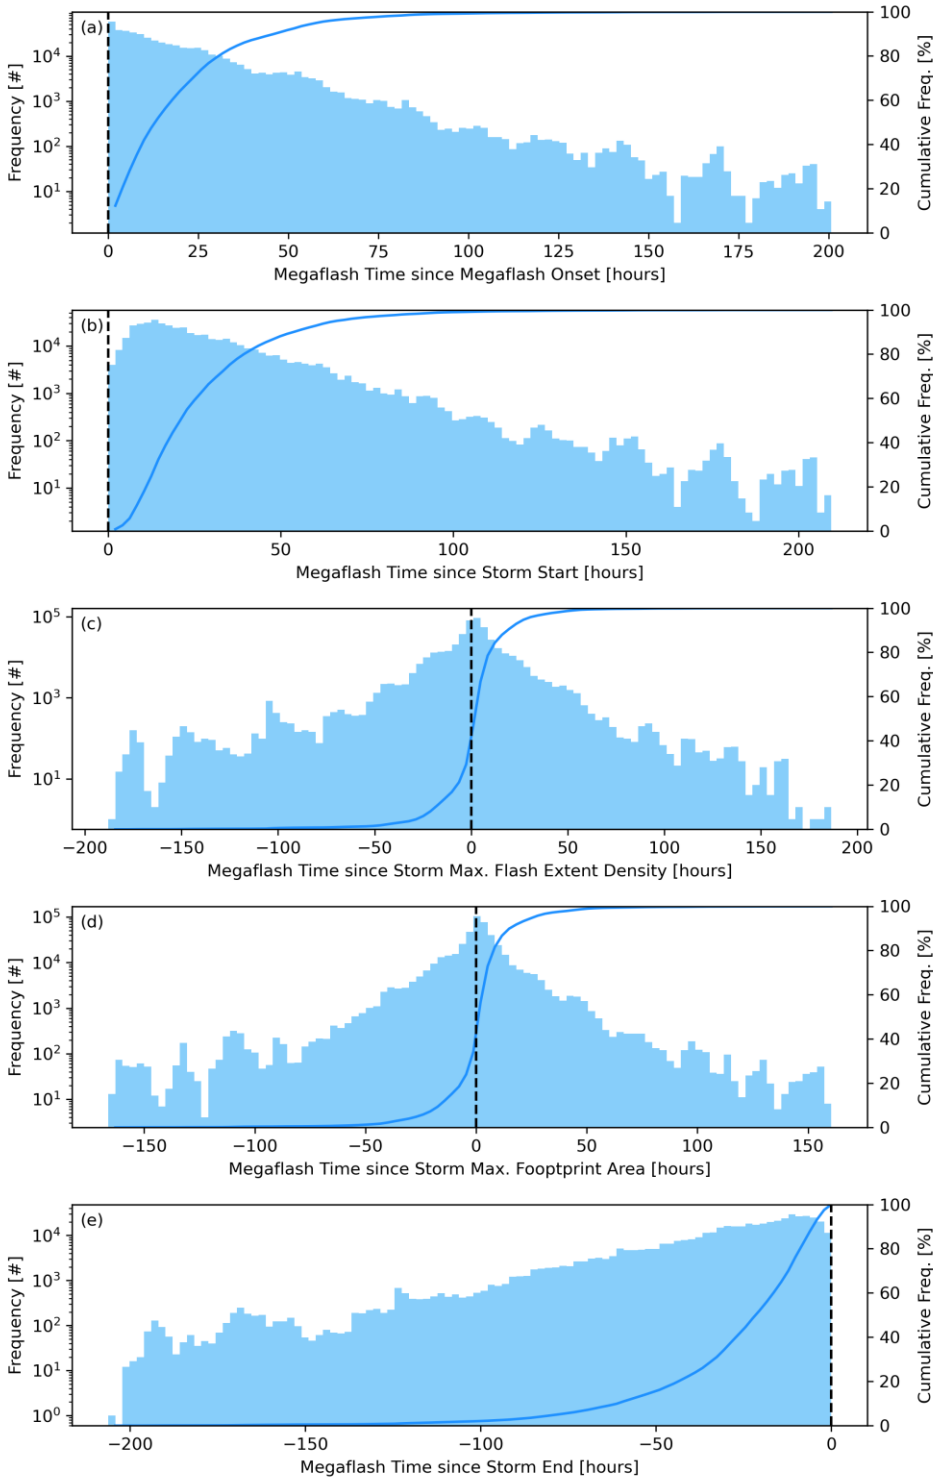 (a)
Frequency [#]
10^4
10^3
10^2
10^1
100
80
60
40
20
0
Cumulative Freq. [%]
0 25 50 75 100 125 150 175 200
Megaflash Time since Megaflash Onset [hours]
(b)
Frequency [#]
10^4
10^3
10^2
10^1
100
80
60
40
20
0
Cumulative Freq. [%]
0 50 100 150 200
Megaflash Time since Storm Start [hours]
(c)
Frequency [#]
10^5
10^3
10^1
100
80
60
40
20
0
Cumulative Freq. [%]
−200 −150 −100 −50 0 50 100 150 200
Megaflash Time since Storm Max. Flash Extent Density [hours]
(d)
Frequency [#]
10^5
10^4
10^3
10^2
10^1
100
80
60
40
20
0
Cumulative Freq. [%]
−150 −100 −50 0 50 100 150
Megaflash Time since Storm Max. Fooptprint Area [hours]
(e)
Frequency [#]
10^4
10^3
10^2
10^1
10^0
100
80
60
40
20
0
Cumulative Freq. [%]
−200 −150 −100 −50 0
Megaflash Time since Storm End [hours]